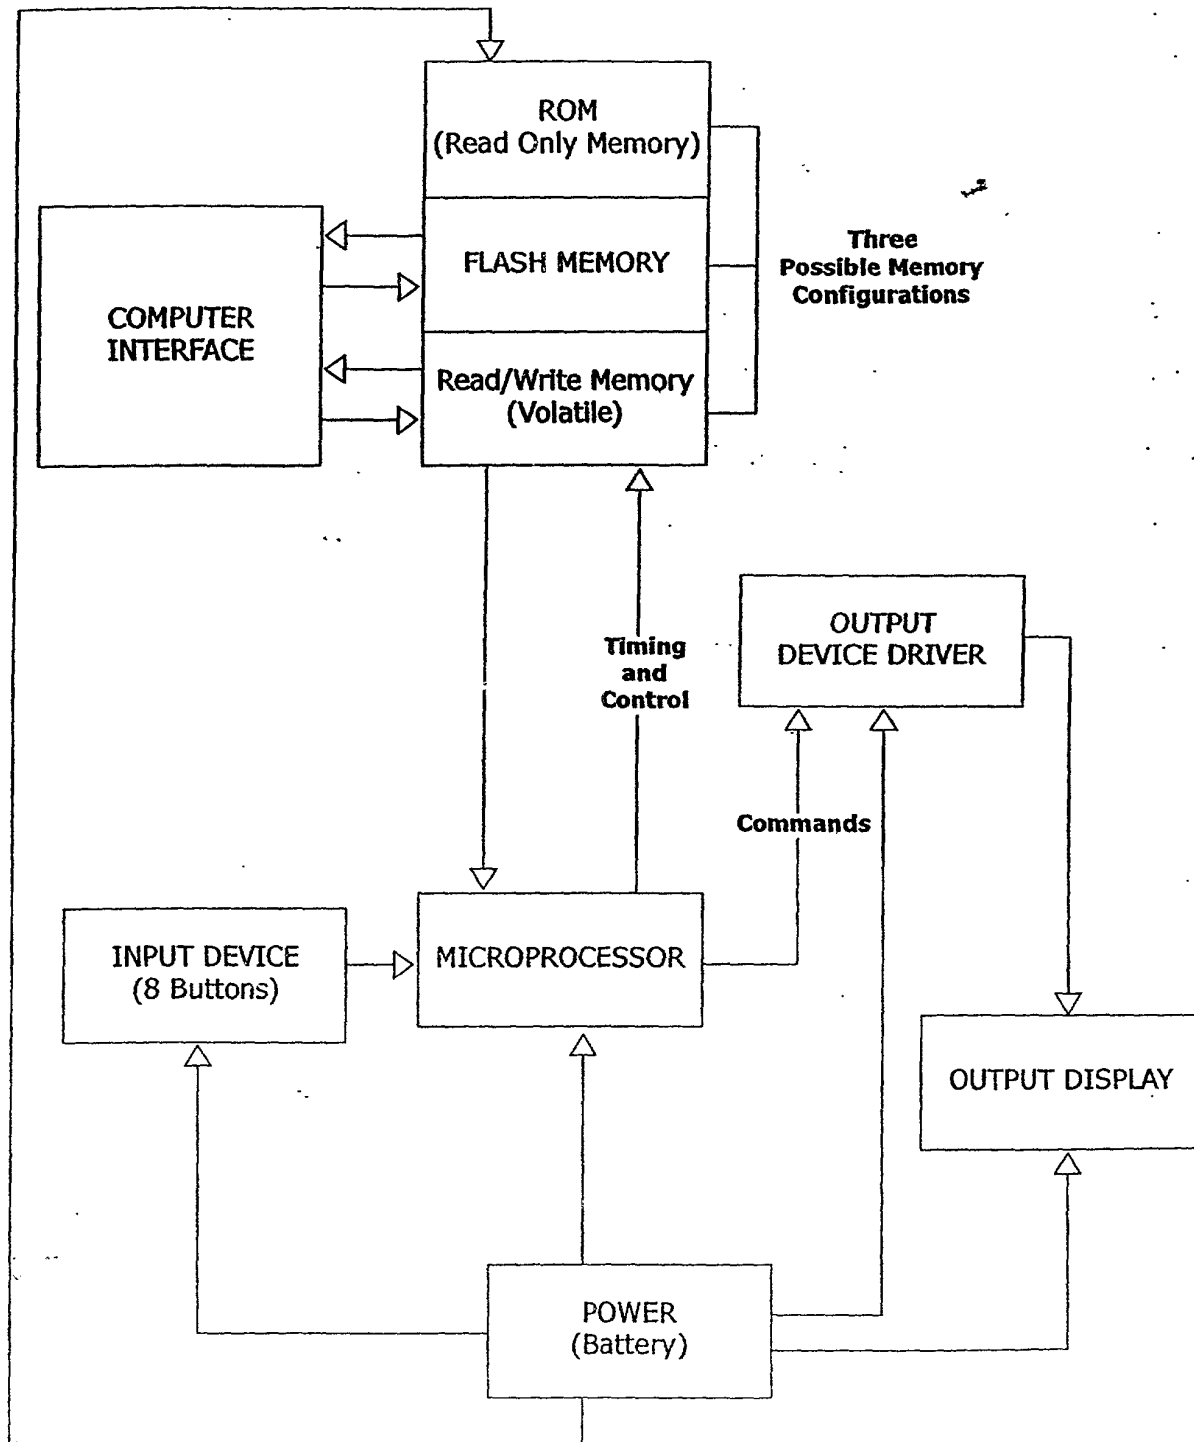 ROM
(Read Only Memory)
FLASH MEMORY
Read/Write Memory
(Volatile)
Three
Possible Memory
Configurations
COMPUTER
INTERFACE
Timing
and
Control
OUTPUT
DEVICE DRIVER
Commands
INPUT DEVICE
(8 Buttons)
MICROPROCESSOR
OUTPUT DISPLAY
POWER
(Battery)